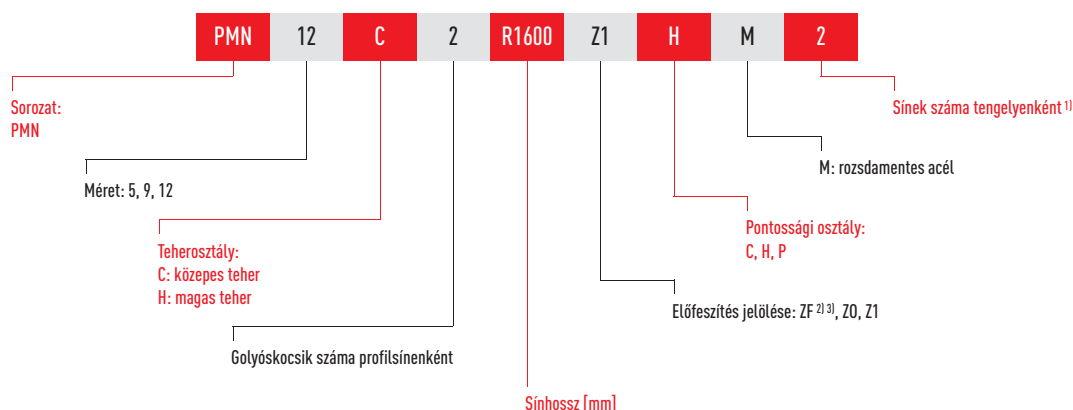 PMN 12 C 2 R1600 Z1 H M 2
Sorozat:
PMN
Sínek száma tengelyenként 1)
Méret: 5, 9, 12
M: rozsdamentes acél
Teherosztály:
C: közepes teher
H: magas teher
Pontossági osztály:
C, H, P
Golyóskocsik száma profilsínenként
Előfeszítés jelölése: ZF 2) 3), Z0, Z1
Sínhossz [mm]